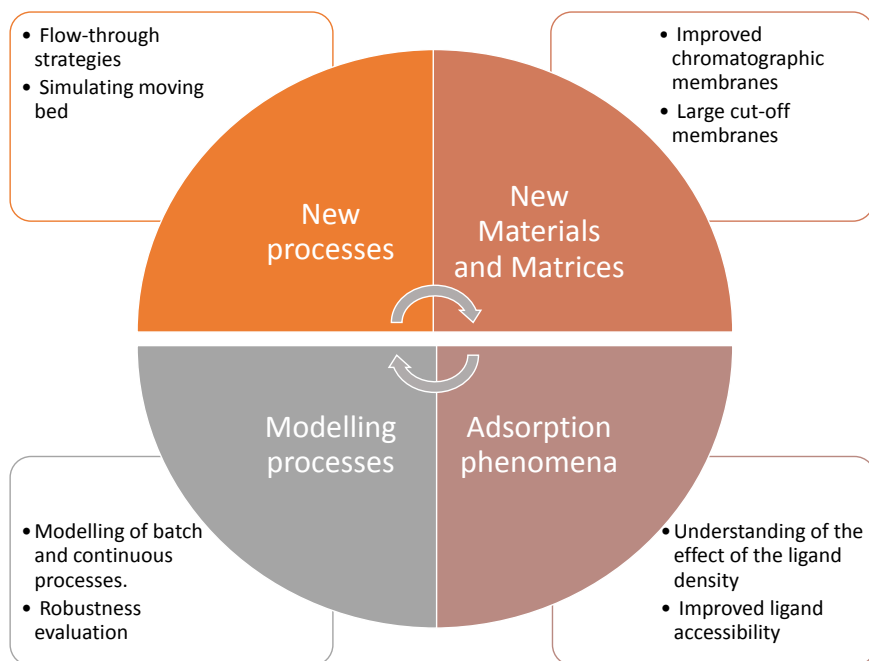 • Flow-through
strategies
• Simulating moving
bed
• Improved
chromatographic
membranes
• Large cut-off
membranes
New
processes
New
Materials
and Matrices
Modelling
processes
Adsorption
phenomena
• Modelling of batch
and continuous
processes.
• Robustness
evaluation
• Understanding of the
effect of the ligand
density
• Improved ligand
accessibility